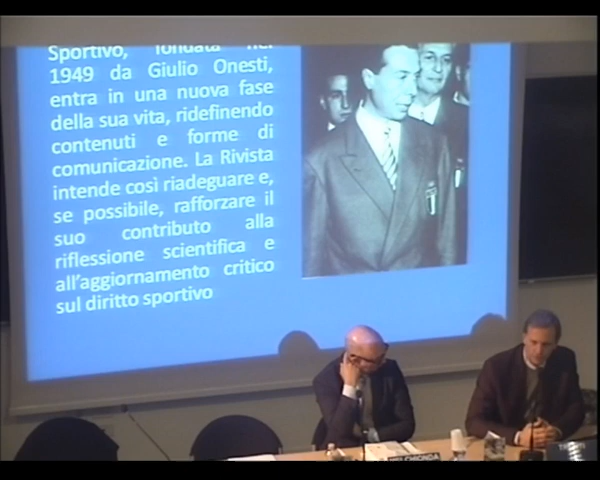 Sportivo, fondata nel
1949 da Giulio Onesti,
entra in una nuova fase
della sua vita, ridefinendo
contenuti e forme di
comunicazione. La Rivista
intende così riadeguare e,
se possibile, rafforzare il
suo contributo alla
riflessione scientifica e
all'aggiornamento critico
sul diritto sportivo